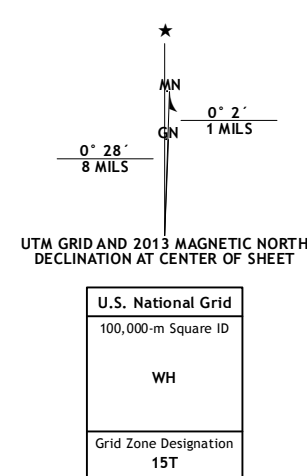 ★
MN
GN
0° 2´
1 MILS
0° 28´
8 MILS
UTM GRID AND 2013 MAGNETIC NORTH
DECLINATION AT CENTER OF SHEET
U.S. National Grid
100,000-m Square ID
WH
Grid Zone Designation
15T